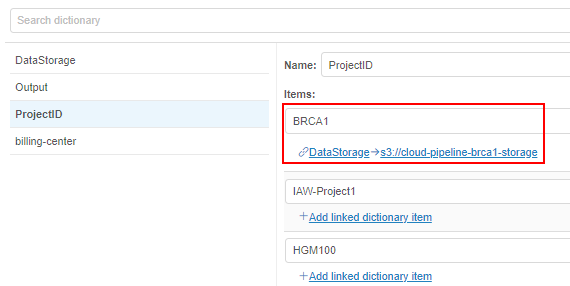 Search dictionary
DataStorage
Output
ProjectID
billing-center
Name: ProjectID
Items:
BRCA1
DataStorage→s3://cloud-pipeline-brca1-storage
IAW-Project1
+ Add linked dictionary item
HGM100
+ Add linked dictionary item